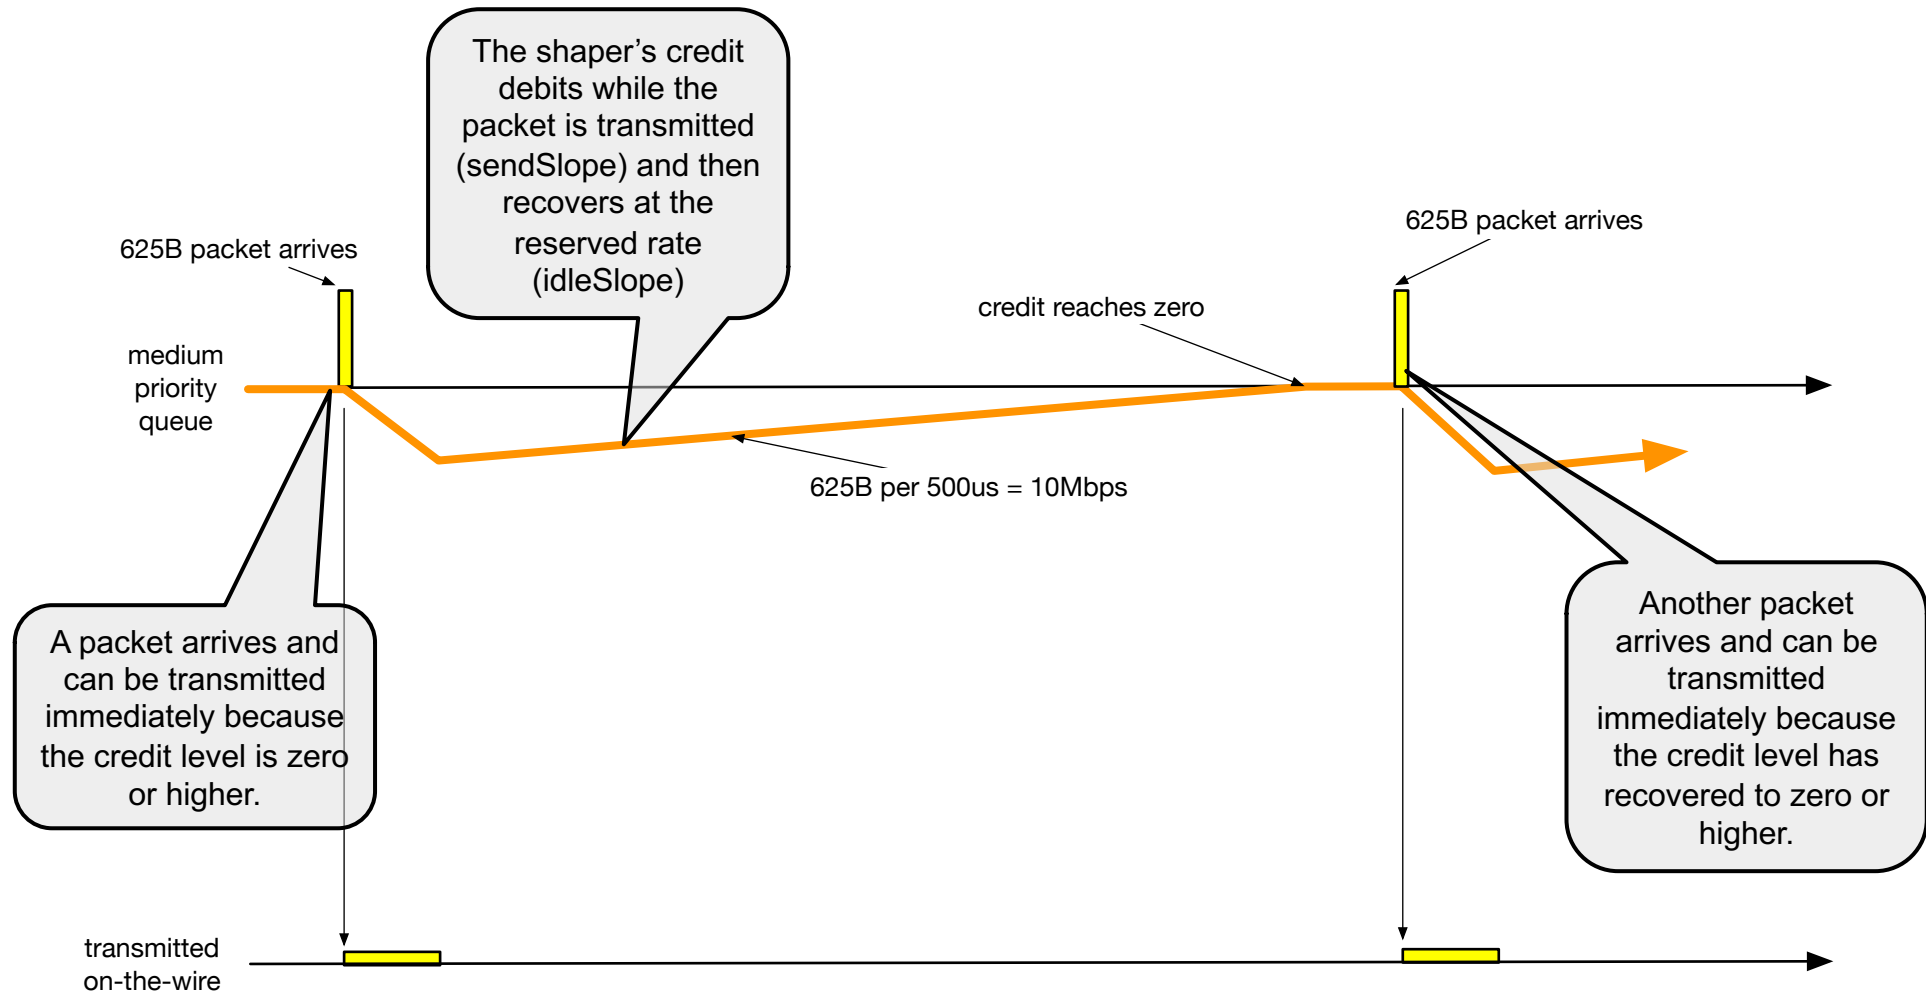 The shaper's credit
debits while the
packet is transmitted
(sendSlope) and then
recovers at the
reserved rate
(idleSlope)
625B packet arrives
625B packet arrives
credit reaches zero
medium
priority
queue
625B per 500us = 10Mbps
A packet arrives and
can be transmitted
immediately because
the credit level is zero
or higher.
Another packet
arrives and can be
transmitted
immediately because
the credit level has
recovered to zero or
higher.
transmitted
on-the-wire